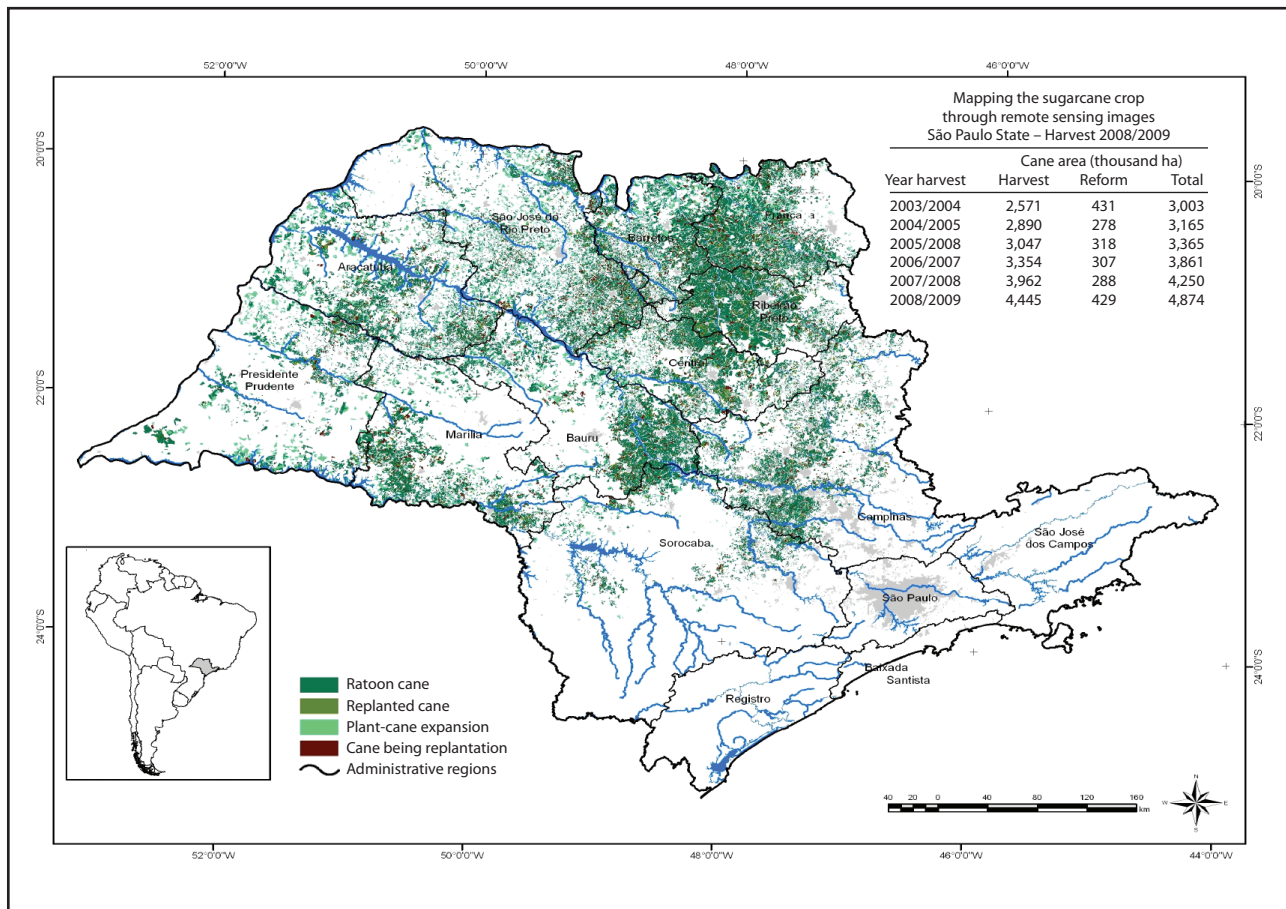 52°0'0"W 50°0'0"W 48°0'0"W 46°0'0"W
Mapping the sugarcane crop
through remote sensing images
São Paulo State – Harvest 2008/2009
Cane area (thousand ha)
Year harvest Harvest Reform Total
2003/2004 2,571 431 3,003
2004/2005 2,890 278 3,165
2005/2008 3,047 318 3,365
2006/2007 3,354 307 3,861
2007/2008 3,962 288 4,250
2008/2009 4,445 429 4,874
20°0'0"S
20°0'0"S
22°0'0"S
22°0'0"S
24°0'0"S
24°0'0"S
São José do
Rio Preto
Barretos
Franca
Araçatuba
Ribeirão
Preto
Central
Presidente
Prudente
Marília
Bauru
Campinas
São José
dos Campos
Sorocaba
São Paulo
Baixada
Santista
Registro
Ratoon cane
Replanted cane
Plant-cane expansion
Cane being replantation
Administrative regions
40 20 0 40 80 120 160
km
N
W E
S
52°0'0"W 50°0'0"W 48°0'0"W 46°0'0"W 44°0'0"W